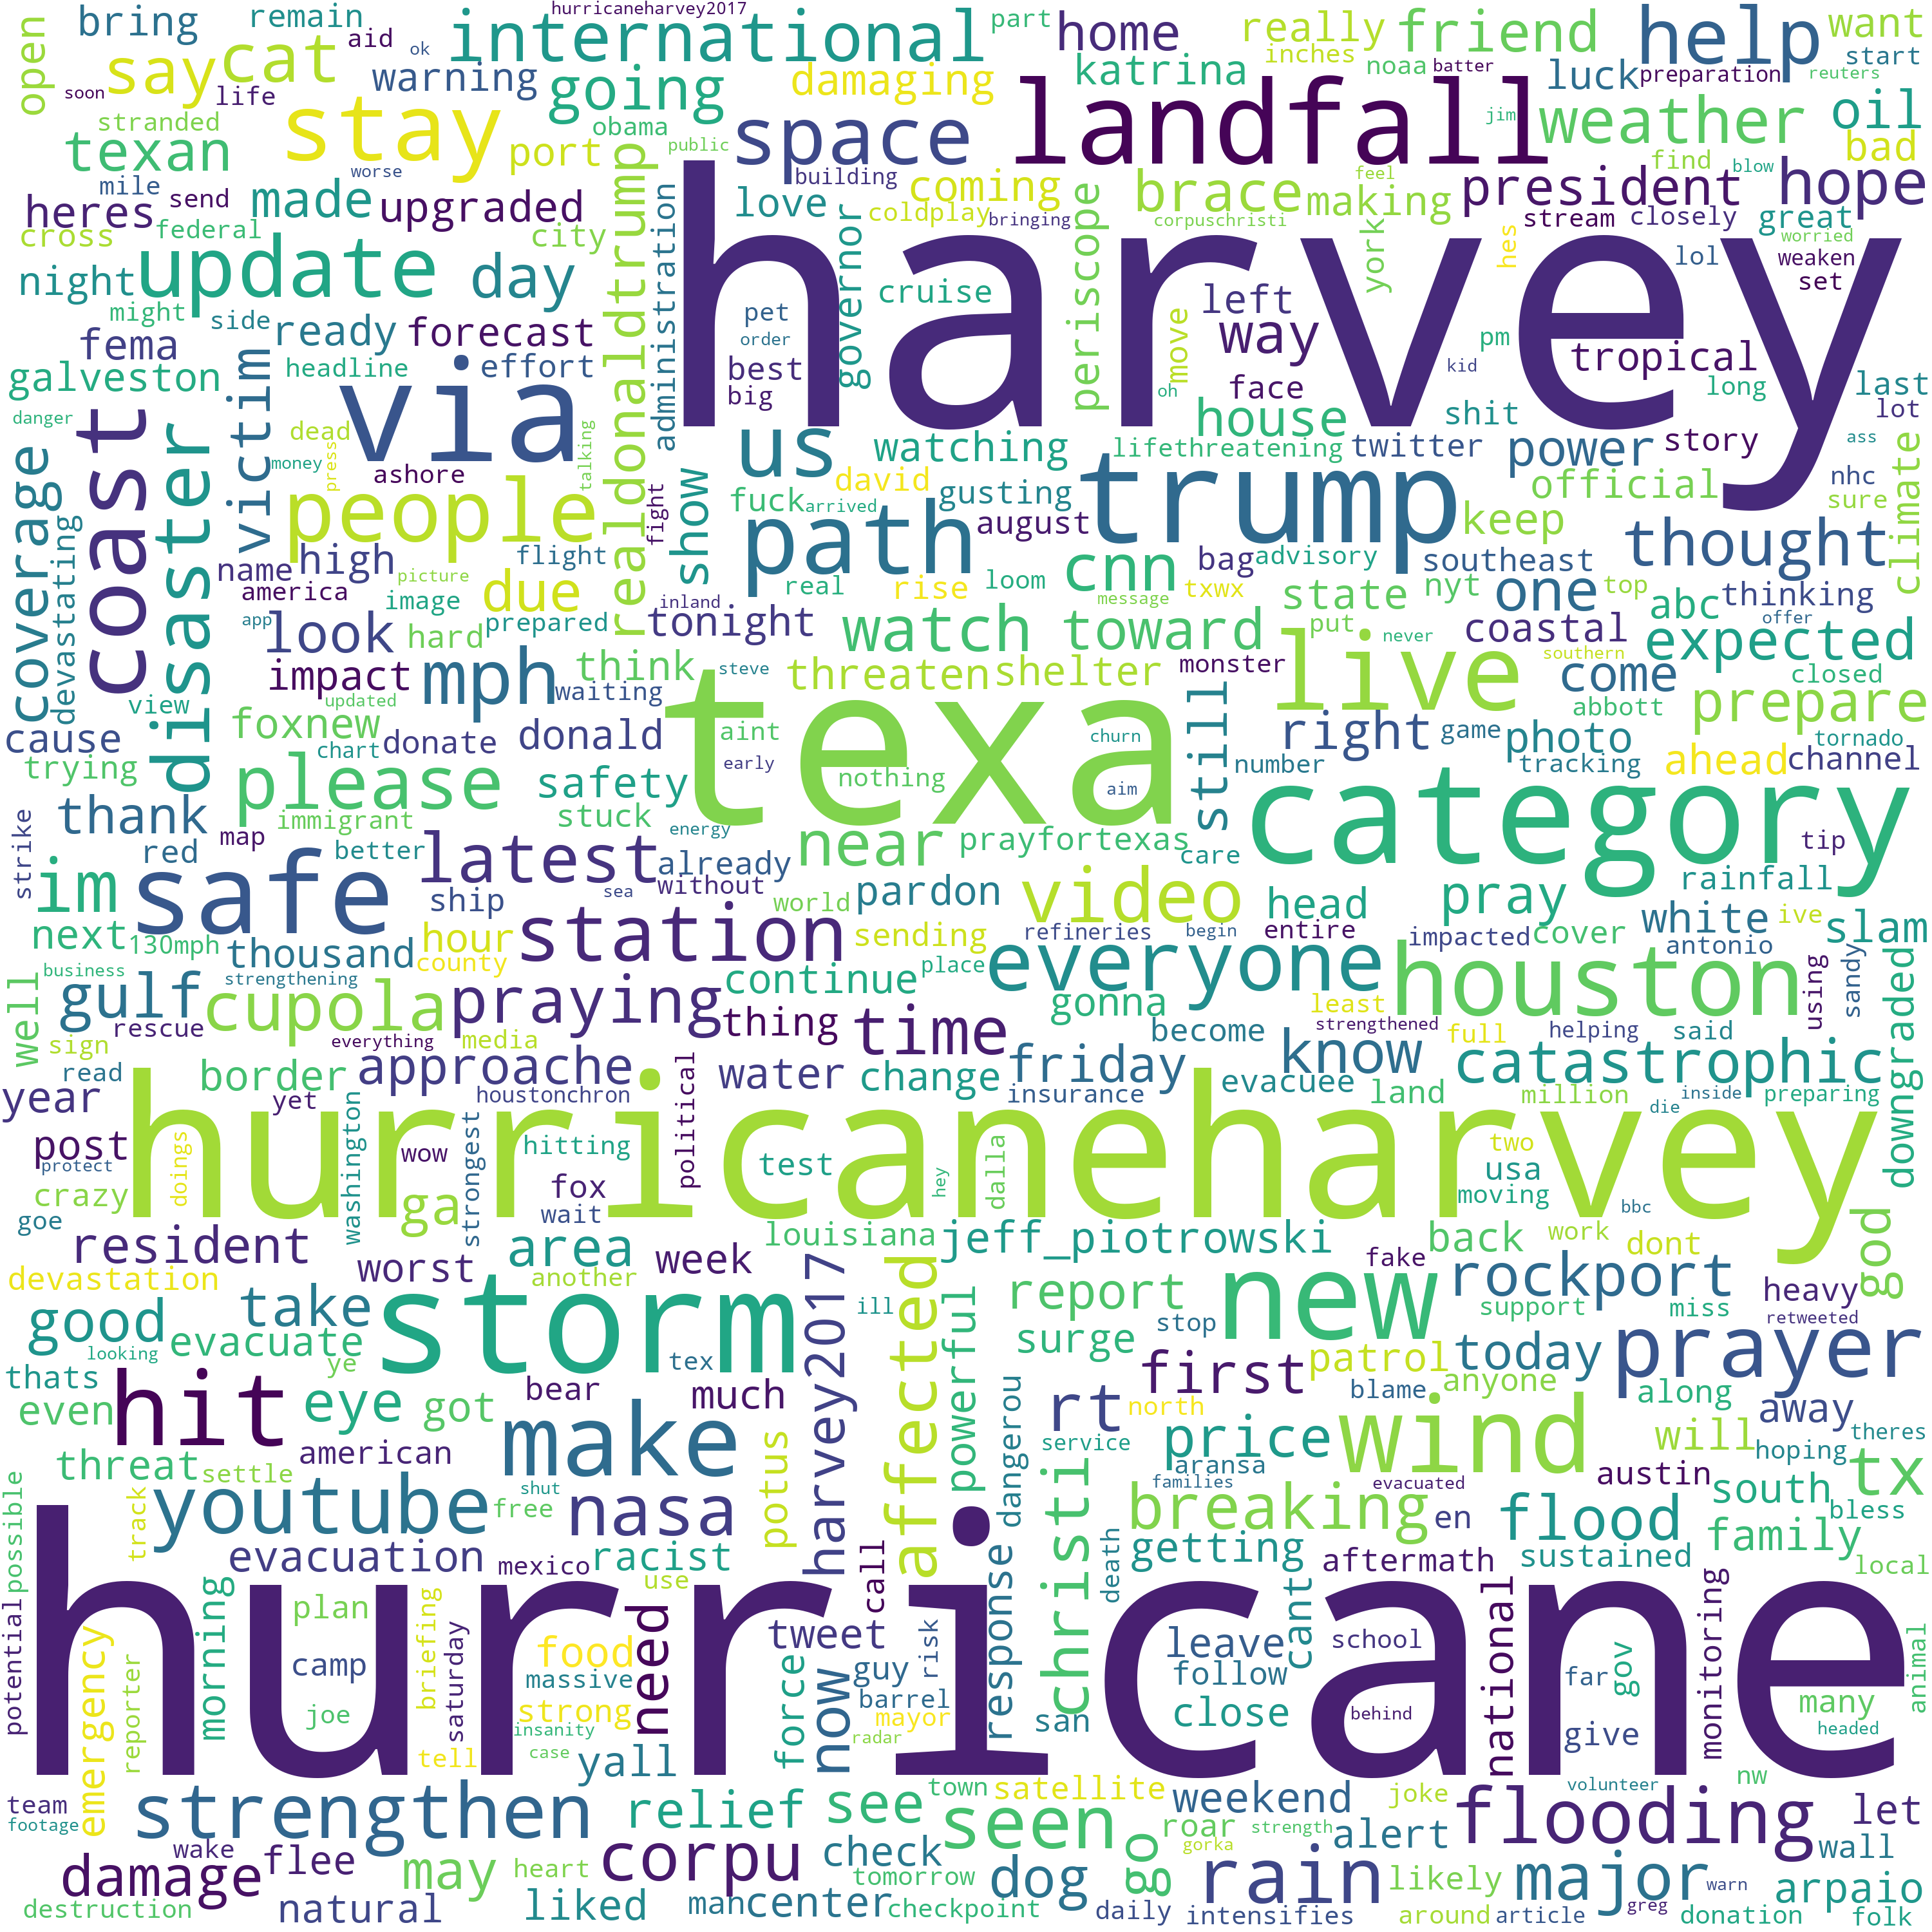 hurricaneharvey2017
bring
remain
aid
ok
part
home
really
friend
help
want
international
inches
start
open
say
cat
warning
going
damaging
katrina
noaa
batter
luck
preparation
reuters
soon
life
stay
space
landfall
weather
oil
stranded
obama
public
jim
texan
port
bad
mile
send
worse
building
coming
brace
feel
find
blow
president
hope
heres
made
upgraded
love
coldplay
bringing
corpuschristi
making
stream
closely
great
cross
federal
city
realdonaldtrump
administration
governor
periscope
york
hes
lol
worried
weaken
set
night
update
day
harvey
might
side
ready
forecast
cruise
left
way
pet
order
move
pm
kid
tropical
fema
headline
effort
best
big
oh
face
galveston
victim
via
house
shit
long
last
lot
danger
coast
disaster
dead
money
press
talking
us
watching
lifethreatening
twitter
power
story
ass
coverage
ashore
people
show
fuck
arrived
david
gusting
trump
official
nhc
sure
climate
devastating
high
flight
fight
path
august
cnn
bag
advisory
keep
southeast
thought
name
america
picture
image
due
real
rise
loom
message
txwx
state
nyt
one
top
abc
thinking
app
look
hard
prepared
inland
tonight
watch
toward
put
never
coastal
offer
expected
impact
mph
think
steve
threaten
shelter
monster
live
southern
come
closed
view
updated
waiting
texa
still
abbott
prepare
cause
foxnew
donate
donald
aint
churn
right
game
photo
tornado
trying
chart
early
nothing
aim
number
tracking
ahead
channel
please
safety
category
thank
immigrant
stuck
energy
near
prayfortexas
tip
strike
map
red
better
latest
already
care
im
safe
without
sea
pardon
video
head
pray
rainfall
ship
world
white
ive
next
130mph
thousand
hour
station
sending
refineries
begin
entire
impacted
cover
antonio
slam
business
strengthening
county
everyone
houston
sandy
well
gulf
cupola
praying
continue
place
using
rescue
thing
time
gonna
least
sign
everything
media
become
strengthened
full
helping
said
downgraded
read
border
approache
water
change
friday
know
catastrophic
year
yet
houstonchron
political
insurance
evacuee
land
million
die
inside
preparing
hurricaneharvey
post
doings
wow
hitting
test
hey
dalla
two
usa
protect
crazy
washington
strongest
fox
moving
goe
ga
wait
bbc
resident
area
week
louisiana
jeff_piotrowski
back
work
dont
god
devastation
worst
another
harvey2017
fake
rockport
good
take
storm
ill
affected
powerful
report
new
support
miss
heavy
evacuate
looking
surge
stop
retweeted
thats
ye
tex
first
patrol
today
prayer
even
hit
eye
got
bear
much
rt
blame
anyone
along
north
away
american
make
service
price
wind
will
theres
threat
settle
shut
aransa
hoping
tx
youtube
free
nasa
potus
dangerou
families
evacuated
austin
possible
track
christi
breaking
en
flood
south
bless
evacuation
mexico
racist
call
response
death
getting
aftermath
sustained
family
potential
use
local
hurricane
morning
plan
briefing
saturday
need
cant
national
monitoring
emergency
reporter
camp
food
tweet
leave
school
far
gov
animal
massive
now
guy
risk
follow
joe
strong
force
barrel
give
many
insanity
mayor
san
close
behind
headed
tell
case
yall
radar
team
strengthen
relief
see
town
satellite
weekend
volunteer
joke
nw
footage
seen
flooding
let
wake
roar
strength
alert
wall
damage
flee
may
heart
corpu
check
gorka
tomorrow
dog
go
rain
likely
major
arpaio
destruction
natural
liked
man
center
checkpoint
daily
intensifies
around
article
greg
warn
donation
folk